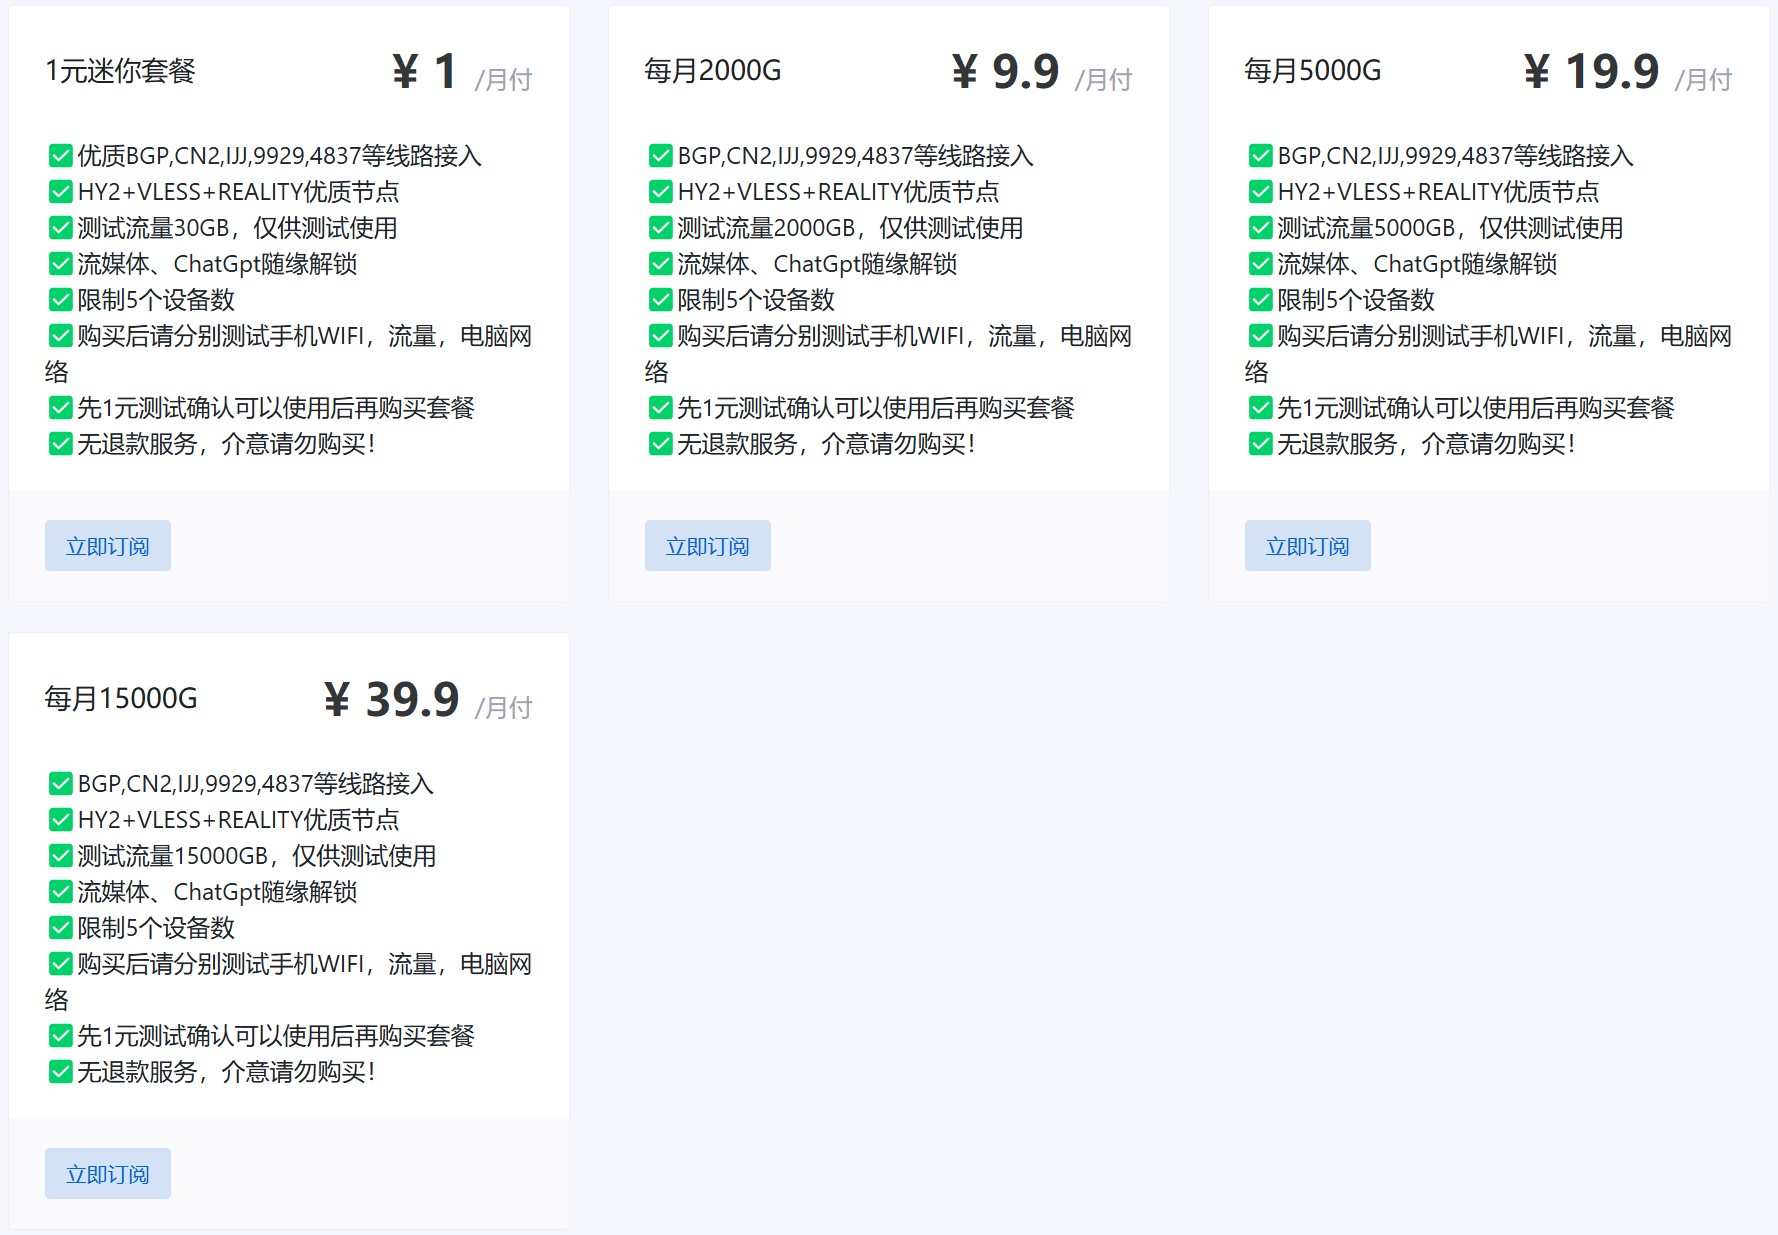 1元迷你套餐
¥ 1 /月付
✅优质BGP,CN2,IJJ,9929,4837等线路接入
✅HY2+VLESS+REALITY优质节点
✅测试流量30GB，仅供测试使用
✅流媒体、ChatGpt随缘解锁
✅限制5个设备数
✅购买后请分别测试手机WIFI，流量，电脑网
络
✅先1元测试确认可以使用后再购买套餐
✅无退款服务，介意请勿购买！
立即订阅
每月2000G
¥ 9.9 /月付
✅BGP,CN2,IJJ,9929,4837等线路接入
✅HY2+VLESS+REALITY优质节点
✅测试流量2000GB，仅供测试使用
✅流媒体、ChatGpt随缘解锁
✅限制5个设备数
✅购买后请分别测试手机WIFI，流量，电脑网
络
✅先1元测试确认可以使用后再购买套餐
✅无退款服务，介意请勿购买！
立即订阅
每月5000G
¥ 19.9 /月付
✅BGP,CN2,IJJ,9929,4837等线路接入
✅HY2+VLESS+REALITY优质节点
✅测试流量5000GB，仅供测试使用
✅流媒体、ChatGpt随缘解锁
✅限制5个设备数
✅购买后请分别测试手机WIFI，流量，电脑网
络
✅先1元测试确认可以使用后再购买套餐
✅无退款服务，介意请勿购买！
立即订阅
每月15000G
¥ 39.9 /月付
✅BGP,CN2,IJJ,9929,4837等线路接入
✅HY2+VLESS+REALITY优质节点
✅测试流量15000GB，仅供测试使用
✅流媒体、ChatGpt随缘解锁
✅限制5个设备数
✅购买后请分别测试手机WIFI，流量，电脑网
络
✅先1元测试确认可以使用后再购买套餐
✅无退款服务，介意请勿购买！
立即订阅